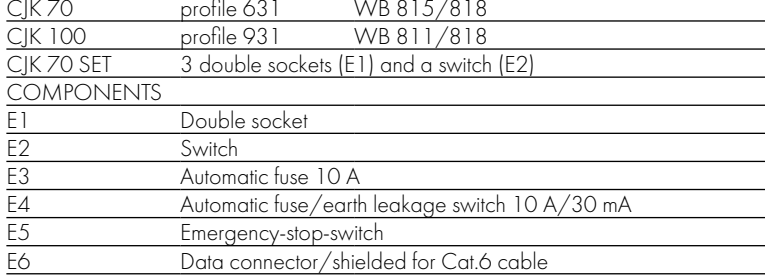 CJK 70 profile 631 WB 815/818
CJK 100 profile 931 WB 811/818
CJK 70 SET 3 double sockets (E1) and a switch (E2)
COMPONENTS
E1 Double socket
E2 Switch
E3 Automatic fuse 10 A
E4 Automatic fuse/earth leakage switch 10 A/30 mA
E5 Emergency-stop-switch
E6 Data connector/shielded for Cat.6 cable